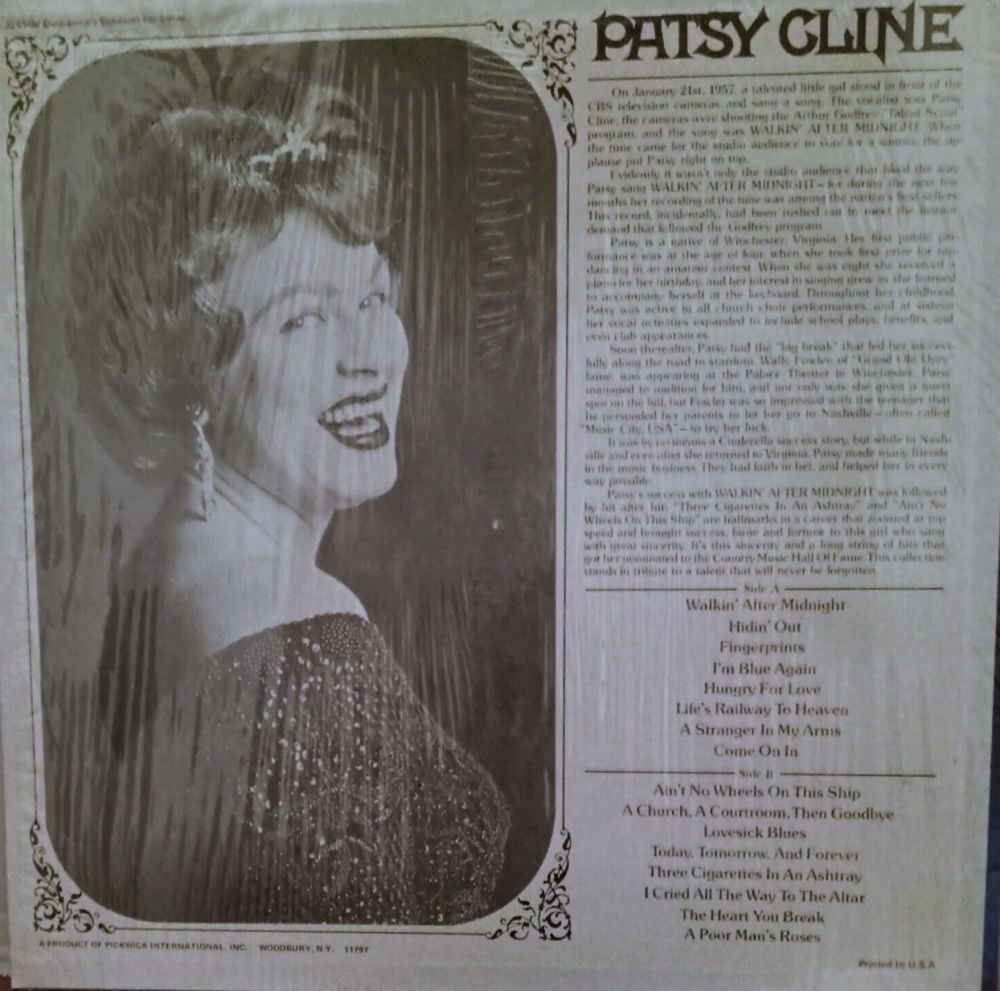 PATSY CLINE
On January 21st, 1957, a talented little gal stood in front of the
CBS television cameras and sang a song. The vocalist was Patsy
Cline, the cameras were shooting the Arthur Godfrey "Talent Scout"
program, and the song was WALKIN' AFTER MIDNIGHT. When
the time came for the studio audience to vote for a winner, the ap-
plause put Patsy right on top.
Evidently it wasn't only the studio audience that liked the way
Patsy sang WALKIN' AFTER MIDNIGHT—for during the next few
months her recording of the tune was among the nation's best sellers.
This record, incidentally, had been rushed out to meet the instant
demand that followed the Godfrey program.
Patsy is a native of Winchester, Virginia. Her first public per-
formance was at the age of four, when she took first prize for tap-
dancing in an amateur contest. When she was eight she received a
piano for her birthday, and her interest in singing grew as she learned
to accompany herself at the keyboard. Throughout her childhood,
Patsy was active in all church choir performances, and at sixteen
her vocal activities expanded to include school plays, benefits, and
even club appearances.
Soon thereafter, Patsy had the "big break" that led her success-
fully along the road to stardom. Wally Fowler, of "Grand Ole Opry"
fame, was appearing at the Palace Theater in Winchester. Patsy
managed to audition for him, and not only was she given a guest
spot on the bill, but Fowler was so impressed with the teenager that
he persuaded her parents to let her go to Nashville—often called
"Music City, USA"—to try her luck.
It was by no means a Cinderella success story, but while in Nash-
ville and even after she returned to Virginia, Patsy made many friends
in the music business. They had faith in her, and helped her in every
way possible.
Patsy's success with WALKIN' AFTER MIDNIGHT was followed
by hit after hit; "Three Cigarettes In An Ashtray" and "Ain't No
Wheels On This Ship" are hallmarks in a career that zoomed at top
speed and brought success, fame and fortune to this girl who sang
with great sincerity. It's this sincerity and a long string of hits that
got her nominated to the Country Music Hall Of Fame. This collection
stands in tribute to a talent that will never be forgotten.
Side A
Walkin' After Midnight
Hidin' Out
Fingerprints
I'm Blue Again
Hungry For Love
Life's Railway To Heaven
A Stranger In My Arms
Come On In
Side B
Ain't No Wheels On This Ship
A Church, A Courtroom, Then Goodbye
Lovesick Blues
Today, Tomorrow, And Forever
Three Cigarettes In An Ashtray
I Cried All The Way To The Altar
The Heart You Break
A Poor Man's Roses
A PRODUCT OF PICKWICK INTERNATIONAL, INC. WOODBURY, N.Y. 11797
Printed In U.S.A.